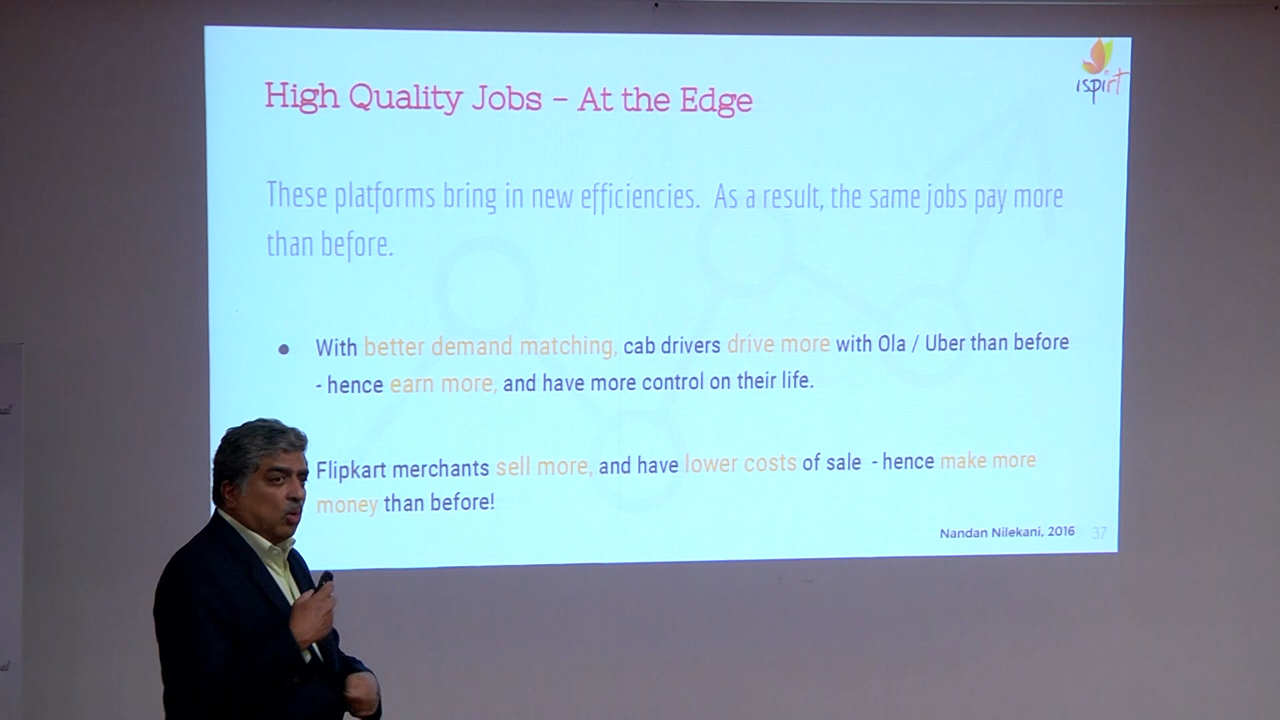 ispirt
High Quality Jobs – At the Edge
These platforms bring in new efficiencies. As a result, the same jobs pay more
than before.
● With better demand matching, cab drivers drive more with Ola / Uber than before
- hence earn more, and have more control on their life.
Flipkart merchants sell more, and have lower costs of sale - hence make more
money than before!
Nandan Nilekani, 2016 37